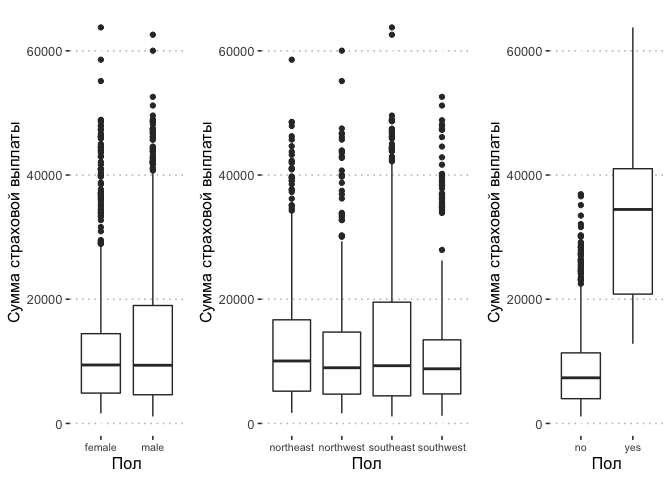 Сумма страховой выплаты
60000
40000
20000
0
female male
Пол
Сумма страховой выплаты
60000
40000
20000
0
northeast northwest southeast southwest
Пол
Сумма страховой выплаты
60000
40000
20000
0
no yes
Пол